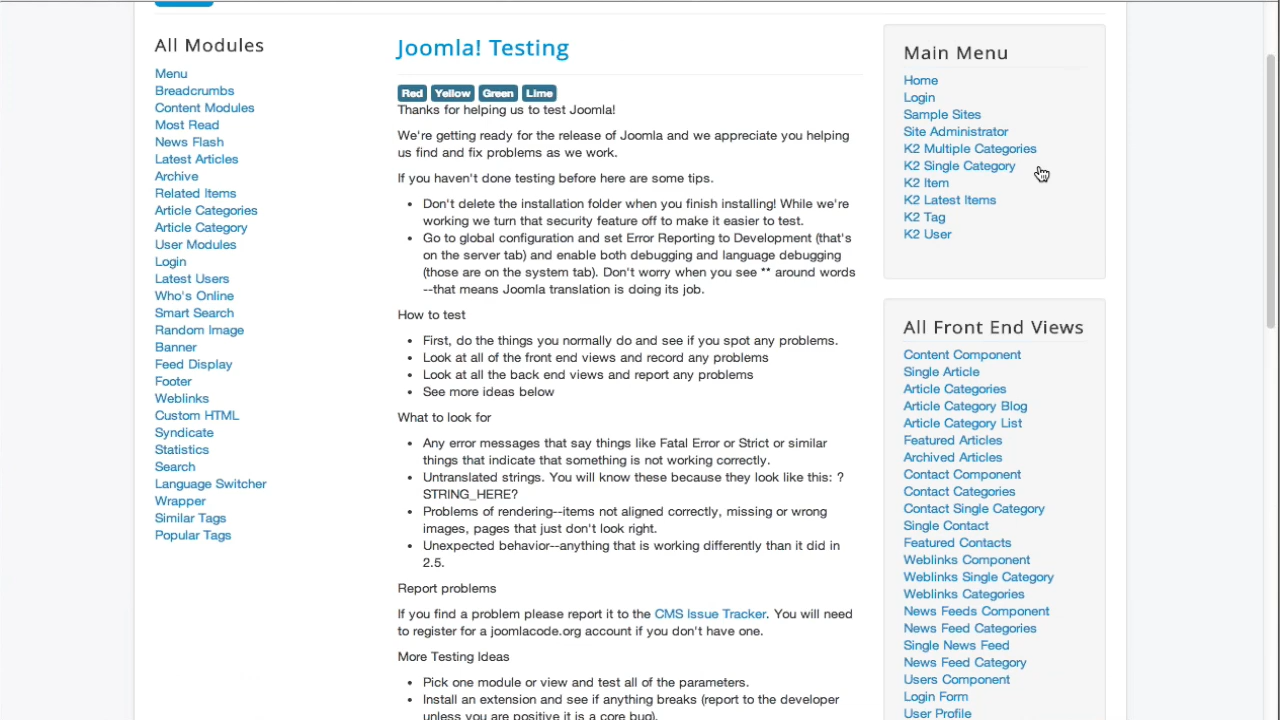 All Modules
Menu
Breadcrumbs
Content Modules
Most Read
News Flash
Latest Articles
Archive
Related Items
Article Categories
Article Category
User Modules
Login
Latest Users
Who's Online
Smart Search
Random Image
Banner
Feed Display
Footer
Weblinks
Custom HTML
Syndicate
Statistics
Search
Language Switcher
Wrapper
Similar Tags
Popular Tags
Joomla! Testing
Red Yellow Green Lime
Thanks for helping us to test Joomla!
We're getting ready for the release of Joomla and we appreciate you helping
us find and fix problems as we work.
If you haven't done testing before here are some tips.
Don't delete the installation folder when you finish installing! While we're
working we turn that security feature off to make it easier to test.
Go to global configuration and set Error Reporting to Development (that's
on the server tab) and enable both debugging and language debugging
(those are on the system tab). Don't worry when you see ** around words
--that means Joomla translation is doing its job.
How to test
First, do the things you normally do and see if you spot any problems.
Look at all of the front end views and record any problems
Look at all the back end views and report any problems
See more ideas below
What to look for
Any error messages that say things like Fatal Error or Strict or similar
things that indicate that something is not working correctly.
Untranslated strings. You will know these because they look like this: ?
STRING_HERE?
Problems of rendering--items not aligned correctly, missing or wrong
images, pages that just don't look right.
Unexpected behavior--anything that is working differently than it did in
2.5.
Report problems
If you find a problem please report it to the CMS Issue Tracker. You will need
to register for a joomlacode.org account if you don't have one.
More Testing Ideas
Pick one module or view and test all of the parameters.
Install an extension and see if anything breaks (report to the developer
unless you are positive it is a core bug).
Main Menu
Home
Login
Sample Sites
Site Administrator
K2 Multiple Categories
K2 Single Category
K2 Item
K2 Latest Items
K2 Tag
K2 User
All Front End Views
Content Component
Single Article
Article Categories
Article Category Blog
Article Category List
Featured Articles
Archived Articles
Contact Component
Contact Categories
Contact Single Category
Single Contact
Featured Contacts
Weblinks Component
Weblinks Single Category
Weblinks Categories
News Feeds Component
News Feed Categories
Single News Feed
News Feed Category
Users Component
Login Form
User Profile